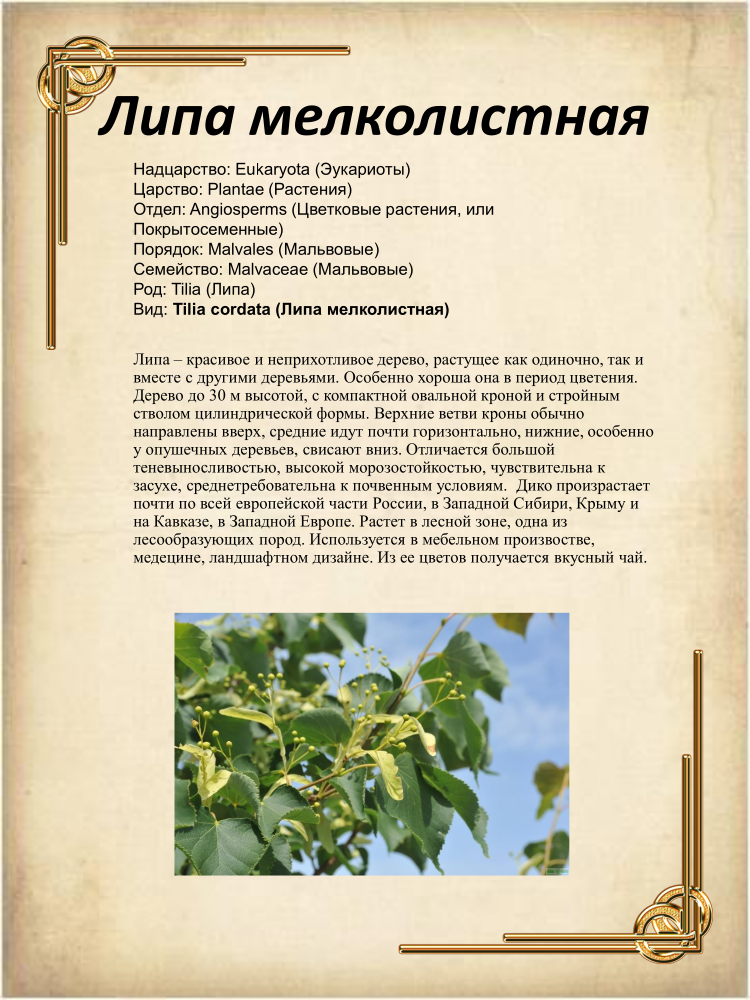 Липа мелколистная
Надцарство: Eukaryota (Эукариоты)
Царство: Plantae (Растения)
Отдел: Angiosperms (Цветковые растения, или
Покрытосеменные)
Порядок: Malvales (Мальвовые)
Семейство: Malvaceae (Мальвовые)
Род: Tilia (Липа)
Вид: Tilia cordata (Липа мелколистная)
Липа – красивое и неприхотливое дерево, растущее как одиночно, так и
вместе с другими деревьями. Особенно хороша она в период цветения.
Дерево до 30 м высотой, с компактной овальной кроной и стройным
стволом цилиндрической формы. Верхние ветви кроны обычно
направлены вверх, средние идут почти горизонтально, нижние, особенно
у опушечных деревьев, свисают вниз. Отличается большой
теневыносливостью, высокой морозостойкостью, чувствительна к
засухе, среднетребовательна к почвенным условиям. Дико произрастает
почти по всей европейской части России, в Западной Сибири, Крыму и
на Кавказе, в Западной Европе. Растет в лесной зоне, одна из
лесообразующих пород. Используется в мебельном произвостве,
медецине, ландшафтном дизайне. Из ее цветов получается вкусный чай.